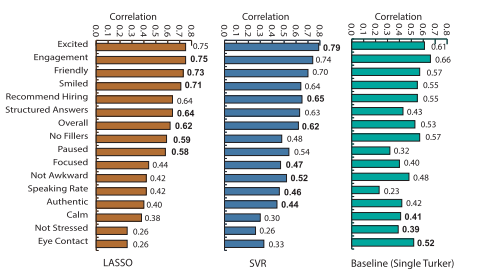 Correlation Correlation Correlation
0.0 0.1 0.2 0.3 0.4 0.5 0.6 0.7 0.8 0.0 0.1 0.2 0.3 0.4 0.5 0.6 0.7 0.8 0.0 0.1 0.2 0.3 0.4 0.5 0.6 0.7 0.8
Excited 0.75 0.79 0.61
Engagement 0.75 0.74 0.66
Friendly 0.73 0.70 0.57
Smiled 0.71 0.64 0.55
Recommend Hiring 0.64 0.65 0.55
Structured Answers 0.64 0.63 0.43
Overall 0.62 0.62 0.53
No Fillers 0.59 0.48 0.57
Paused 0.58 0.54 0.32
Focused 0.44 0.47 0.40
Not Awkward 0.42 0.52 0.48
Speaking Rate 0.42 0.46 0.23
Authentic 0.40 0.44 0.42
Calm 0.38 0.30 0.41
Not Stressed 0.26 0.26 0.39
Eye Contact 0.26 0.33 0.52
LASSO SVR Baseline (Single Turker)